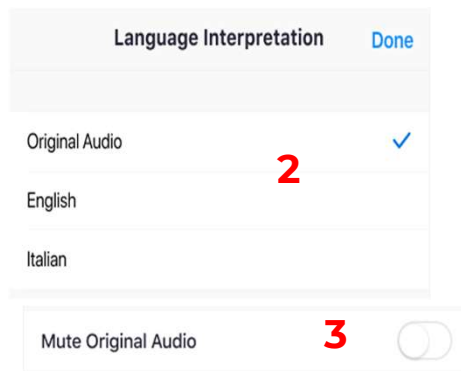 Language Interpretation Done
Original Audio
2
English
Italian
Mute Original Audio 3